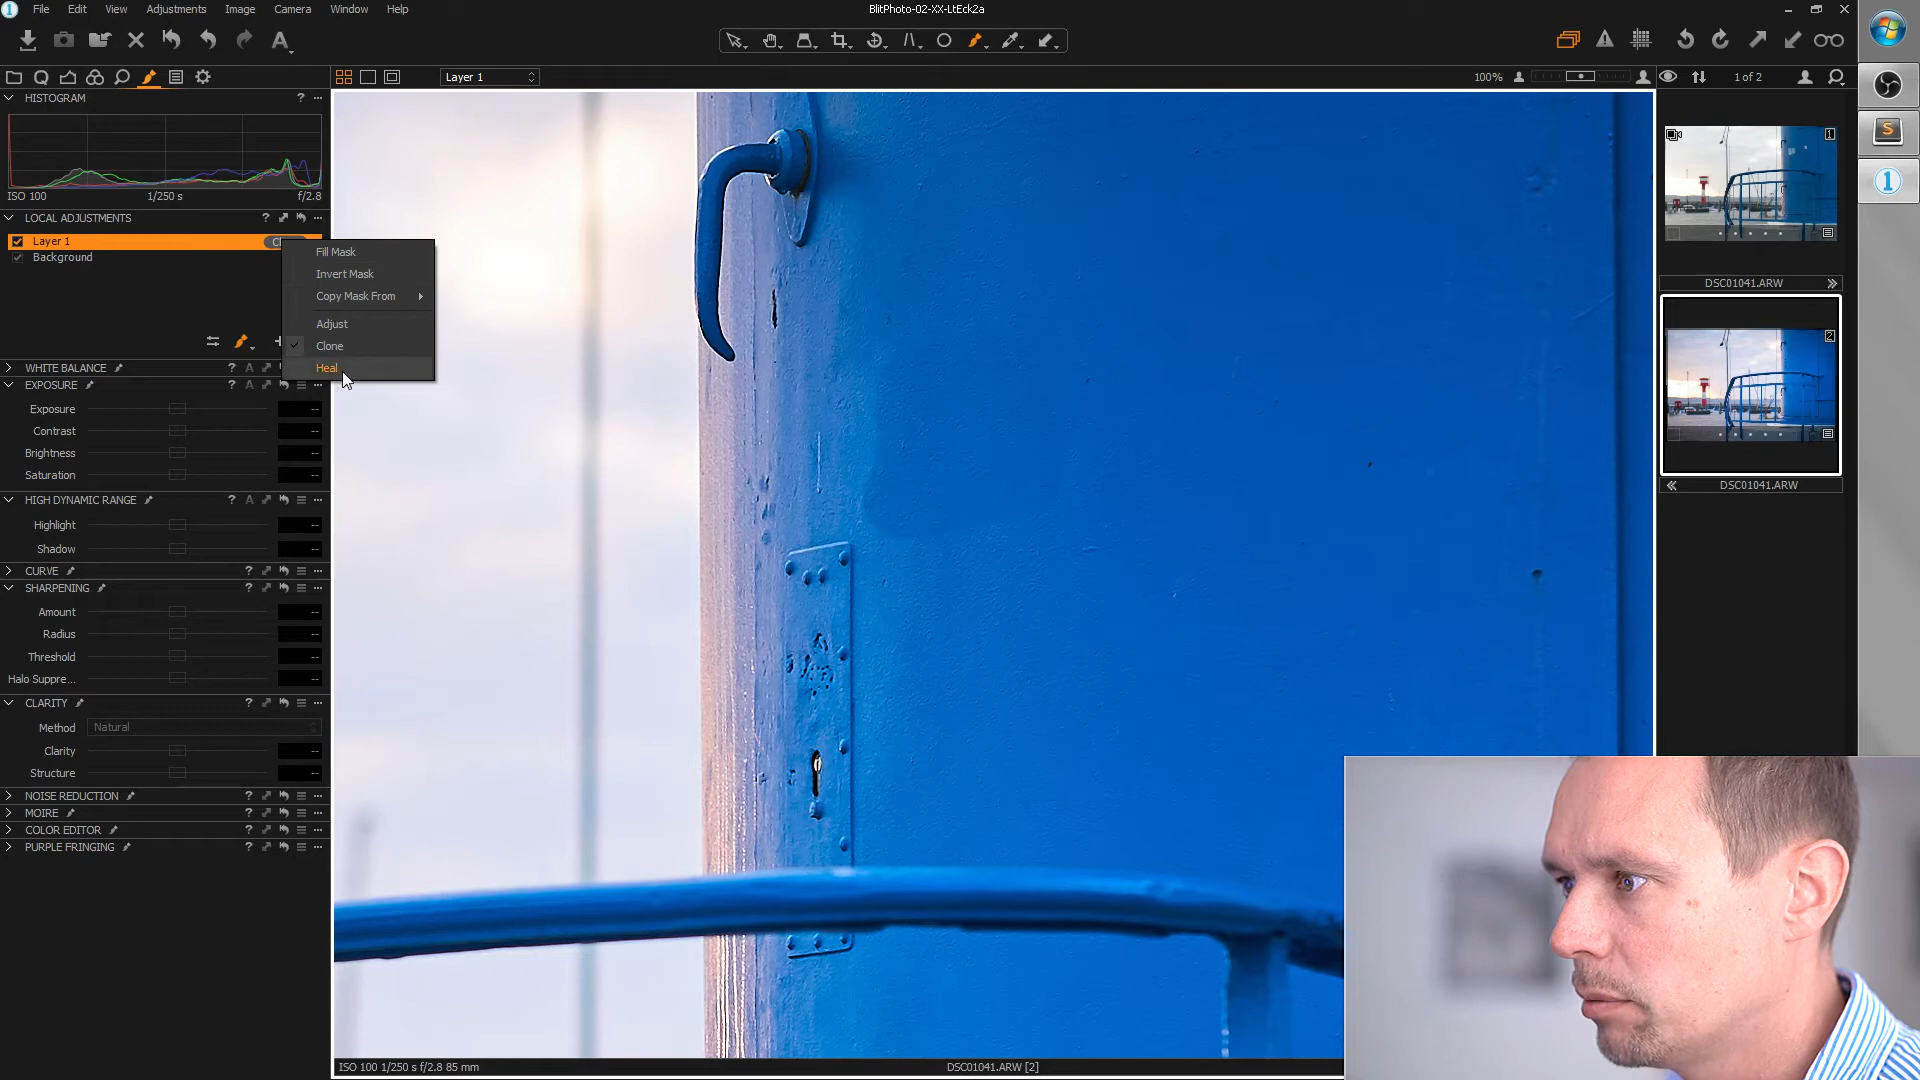 File Edit View Adjustments Image Camera Window Help
BlitPhoto-02-XX-LtEck2a
Layer 1
100%
1 of 2
HISTOGRAM
ISO 100 1/250 s f/2.8
LOCAL ADJUSTMENTS
Layer 1
Background
Fill Mask
Invert Mask
Copy Mask From
Adjust
Clone
Heal
WHITE BALANCE
EXPOSURE
Exposure --
Contrast --
Brightness --
Saturation --
HIGH DYNAMIC RANGE
Highlight --
Shadow --
CURVE
SHARPENING
Amount --
Radius --
Threshold --
Halo Suppre... --
CLARITY
Method Natural
Clarity --
Structure --
NOISE REDUCTION
MOIRE
COLOR EDITOR
PURPLE FRINGING
1
DSC01041.ARW
2
DSC01041.ARW
ISO 100 1/250 s f/2.8 85 mm
DSC01041.ARW [2]